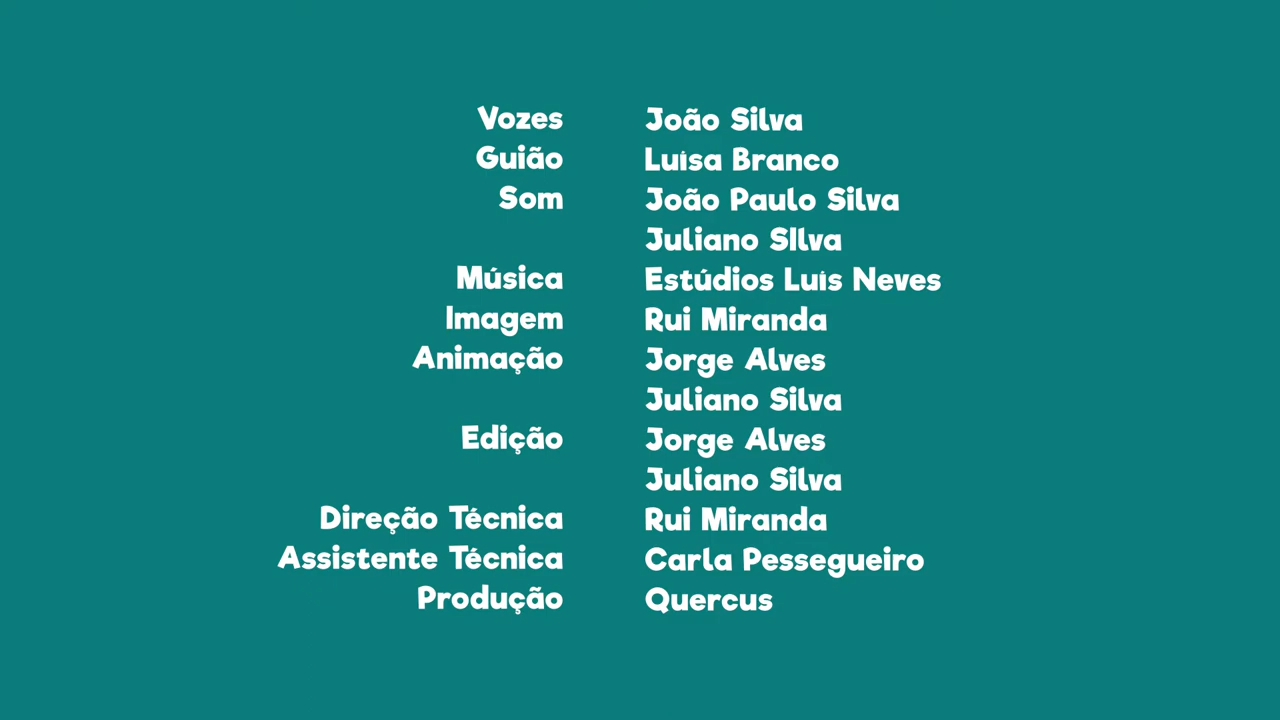 Vozes João Silva
Guião Luísa Branco
Som João Paulo Silva
Juliano SIlva
Música Estúdios Luís Neves
Imagem Rui Miranda
Animação Jorge Alves
Juliano Silva
Edição Jorge Alves
Juliano Silva
Direção Técnica Rui Miranda
Assistente Técnica Carla Pessegueiro
Produção Quercus